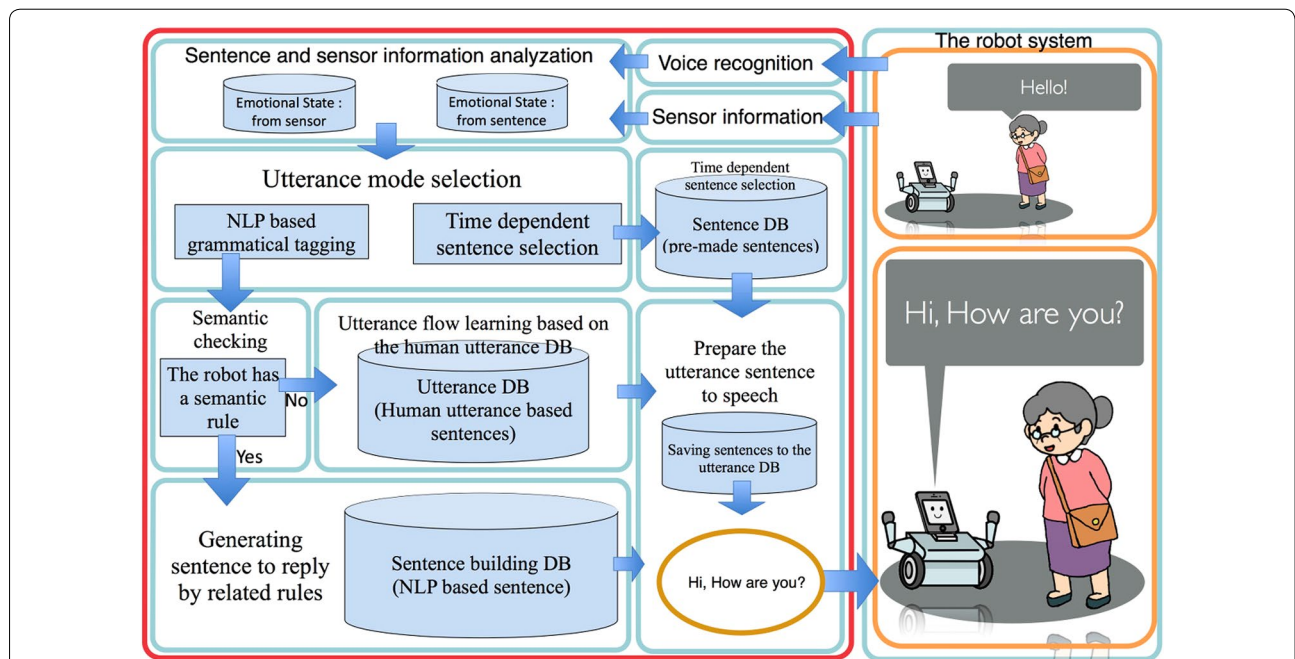 The robot system
Sentence and sensor information analyzation
Voice recognition
Emotional State :
from sensor
Emotional State :
from sentence
Sensor information
Hello!
Utterance mode selection
NLP based
grammatical tagging
Time dependent
sentence selection
Time dependent
sentence selection
Sentence DB
(pre-made sentences)
Semantic
checking
The robot has
a semantic
rule
No
Yes
Utterance flow learning based on
the human utterance DB
Utterance DB
(Human utterance based
sentences)
Prepare the
utterance sentence
to speech
Saving sentences to the
utterance DB
Hi, How are you?
Generating
sentence to reply
by related rules
Sentence building DB
(NLP based sentence)
Hi, How are you?